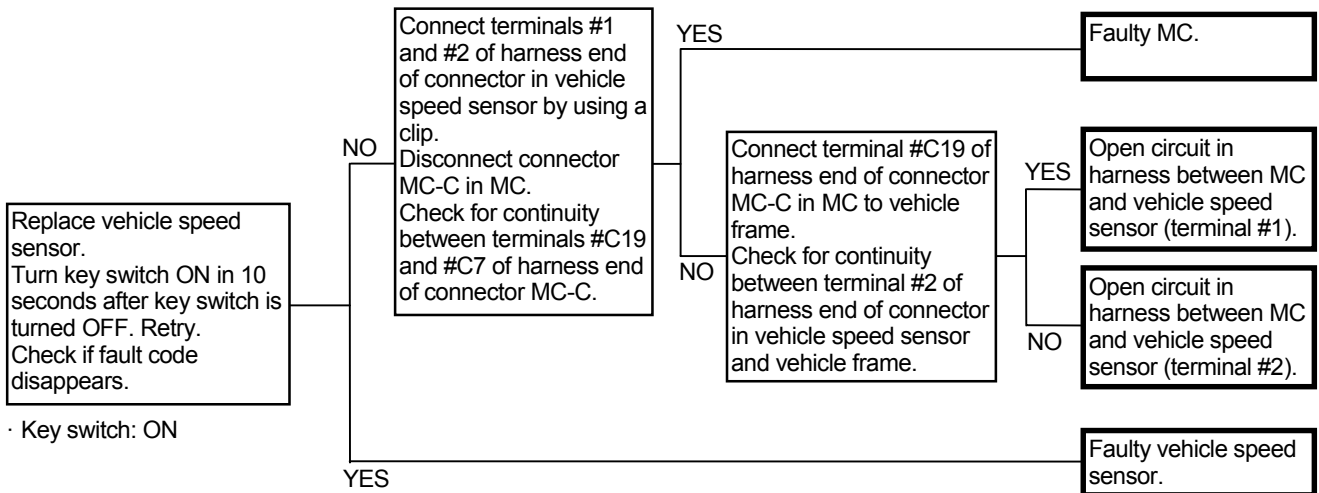 Replace vehicle speed
sensor.
Turn key switch ON in 10
seconds after key switch is
turned OFF. Retry.
Check if fault code
disappears.
· Key switch: ON
NO
YES
Connect terminals #1
and #2 of harness end
of connector in vehicle
speed sensor by using a
clip.
Disconnect connector
MC-C in MC.
Check for continuity
between terminals #C19
and #C7 of harness end
of connector MC-C.
YES
NO
Faulty MC.
Connect terminal #C19 of
harness end of connector
MC-C in MC to vehicle
frame.
Check for continuity
between terminal #2 of
harness end of connector
in vehicle speed sensor
and vehicle frame.
YES
NO
Open circuit in
harness between MC
and vehicle speed
sensor (terminal #1).
Open circuit in
harness between MC
and vehicle speed
sensor (terminal #2).
Faulty vehicle speed
sensor.